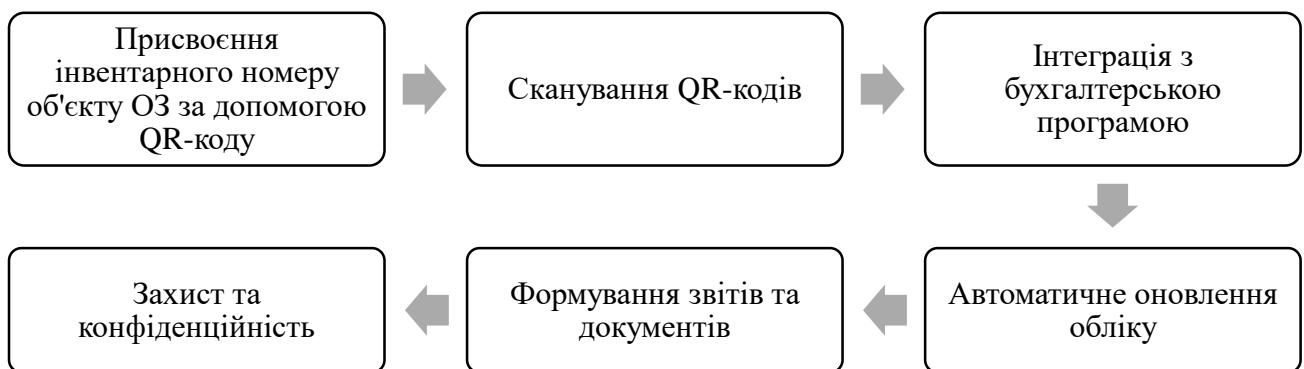 Присвоєння
інвентарного номеру
об'єкту ОЗ за допомогою
QR-коду
Сканування QR-кодів
Інтеграція з
бухгалтерською
програмою
Автоматичне оновлення
обліку
Формування звітів та
документів
Захист та
конфіденційність